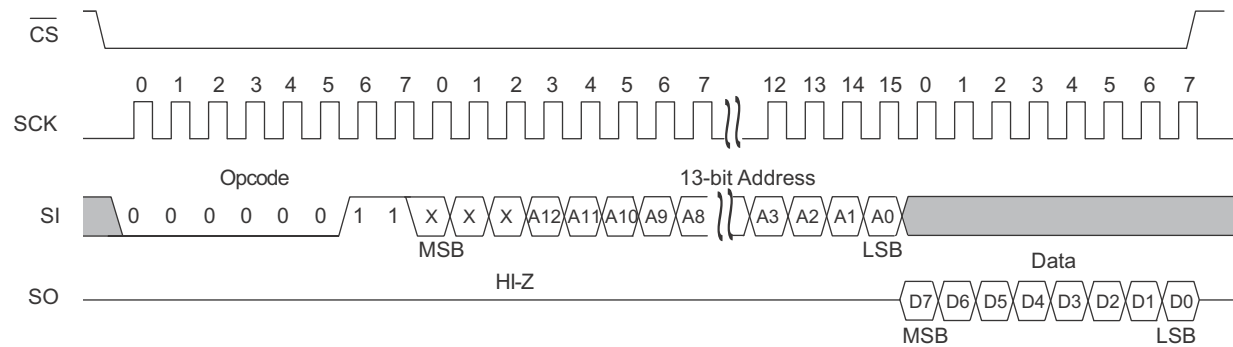 CS
0 1 2 3 4 5 6 7 0 1 2 3 4 5 6 7 12 13 14 15 0 1 2 3 4 5 6 7
SCK
Opcode 13-bit Address
SI 0 0 0 0 0 0 1 1 X X X A12 A11 A10 A9 A8 A3 A2 A1 A0
MSB LSB
HI-Z Data
SO D7 D6 D5 D4 D3 D2 D1 D0
MSB LSB